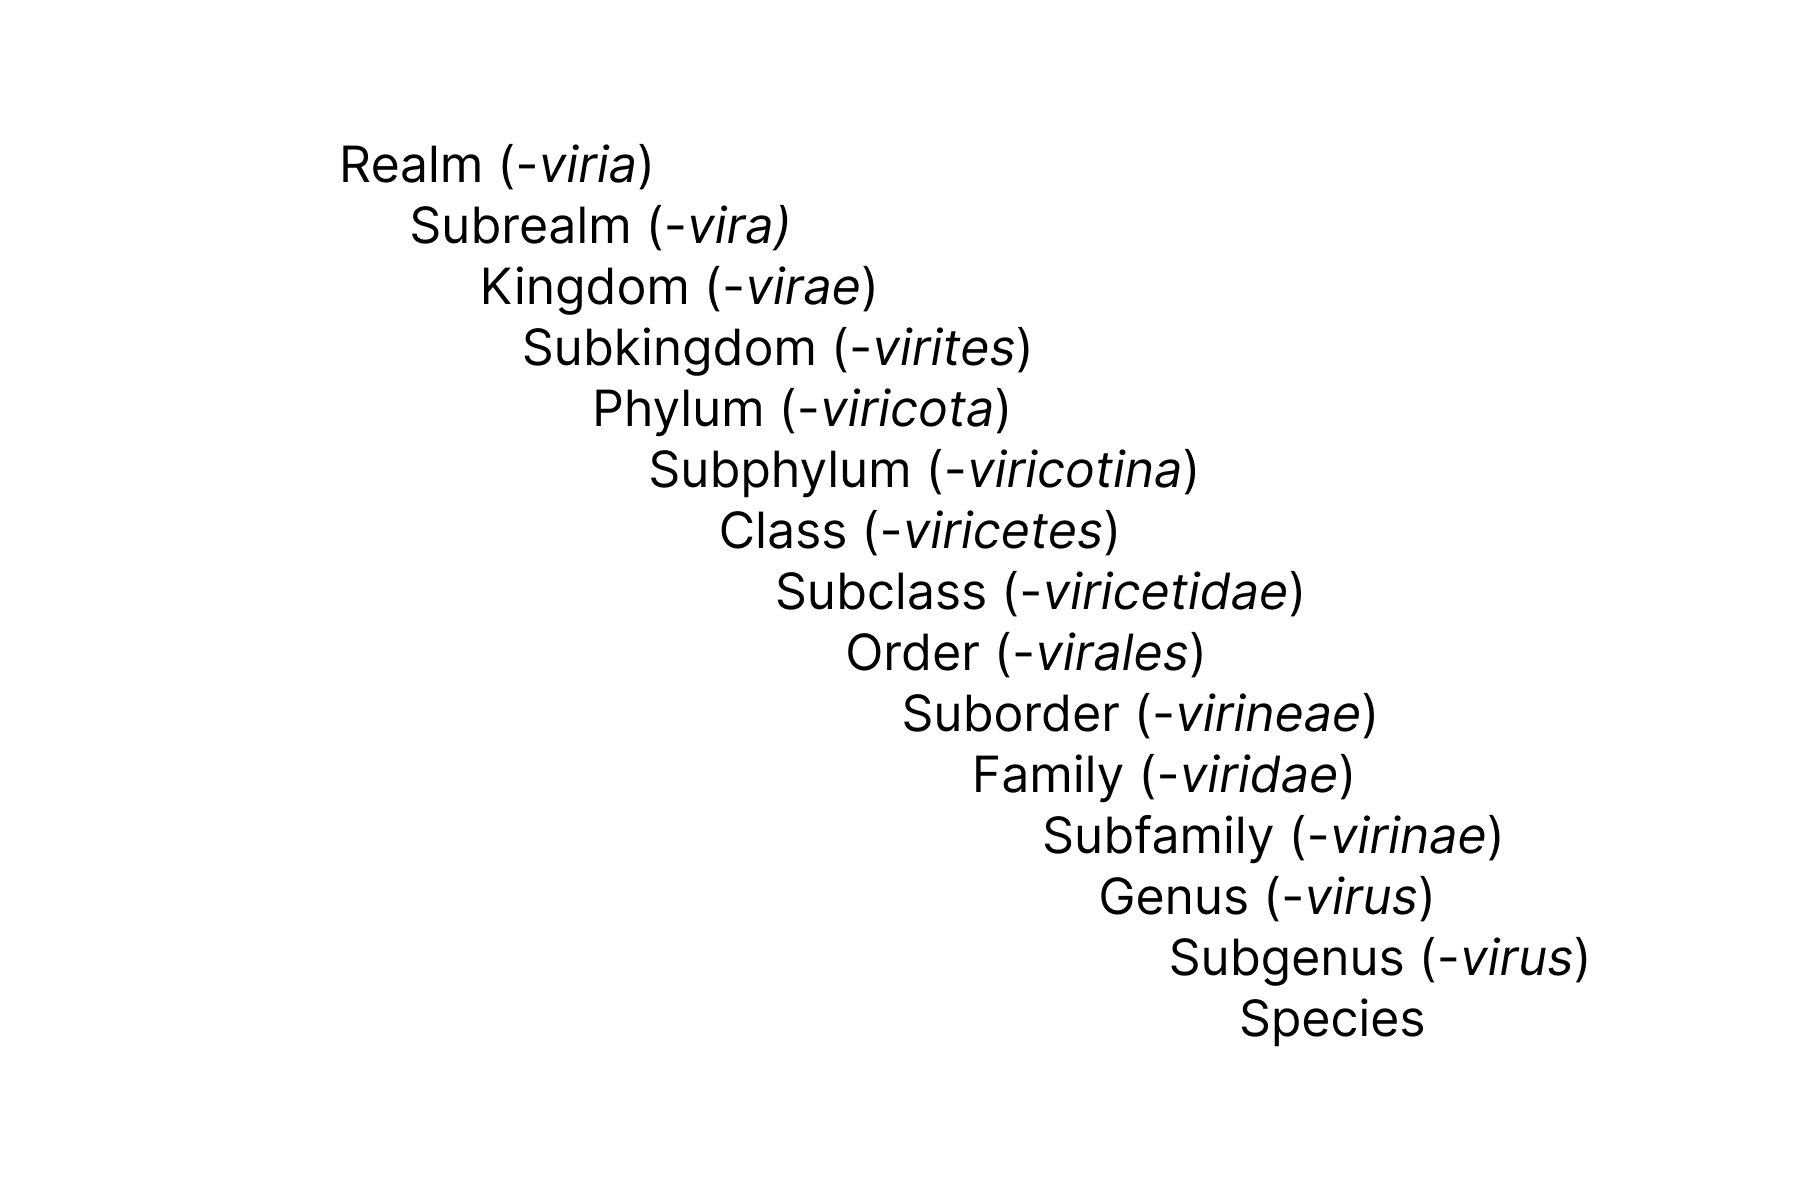 Realm (-viria)
Subrealm (-vira)
Kingdom (-virae)
Subkingdom (-virites)
Phylum (-viricota)
Subphylum (-viricotina)
Class (-viricetes)
Subclass (-viricetidae)
Order (-virales)
Suborder (-virineae)
Family (-viridae)
Subfamily (-virinae)
Genus (-virus)
Subgenus (-virus)
Species